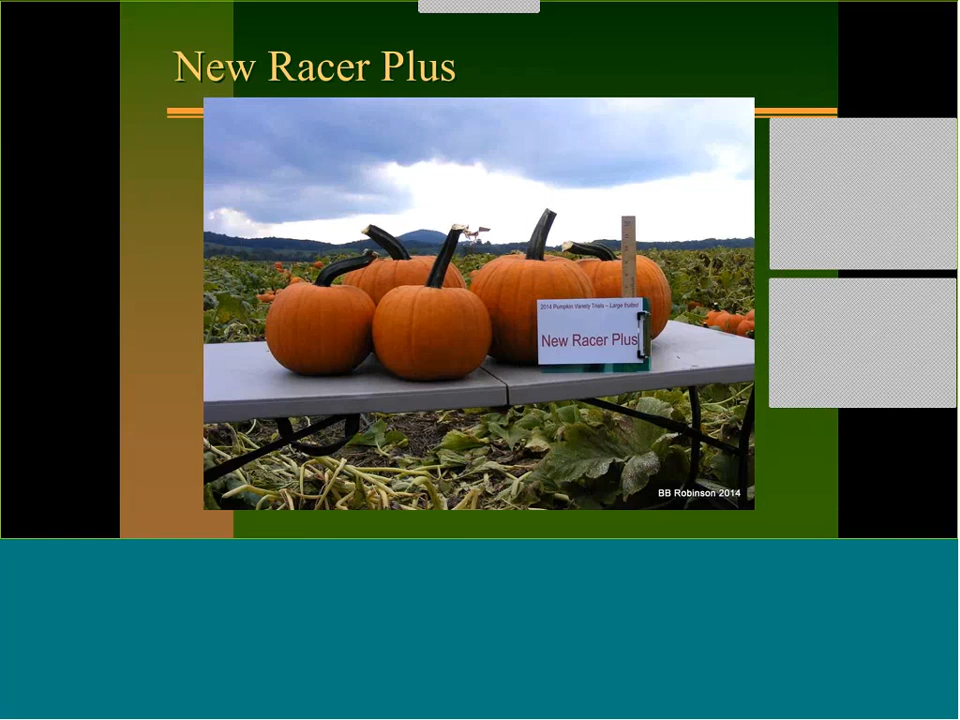 New Racer Plus
2014 Pumpkin Variety Trials – Large fruited
New Racer Plus
BB Robinson 2014